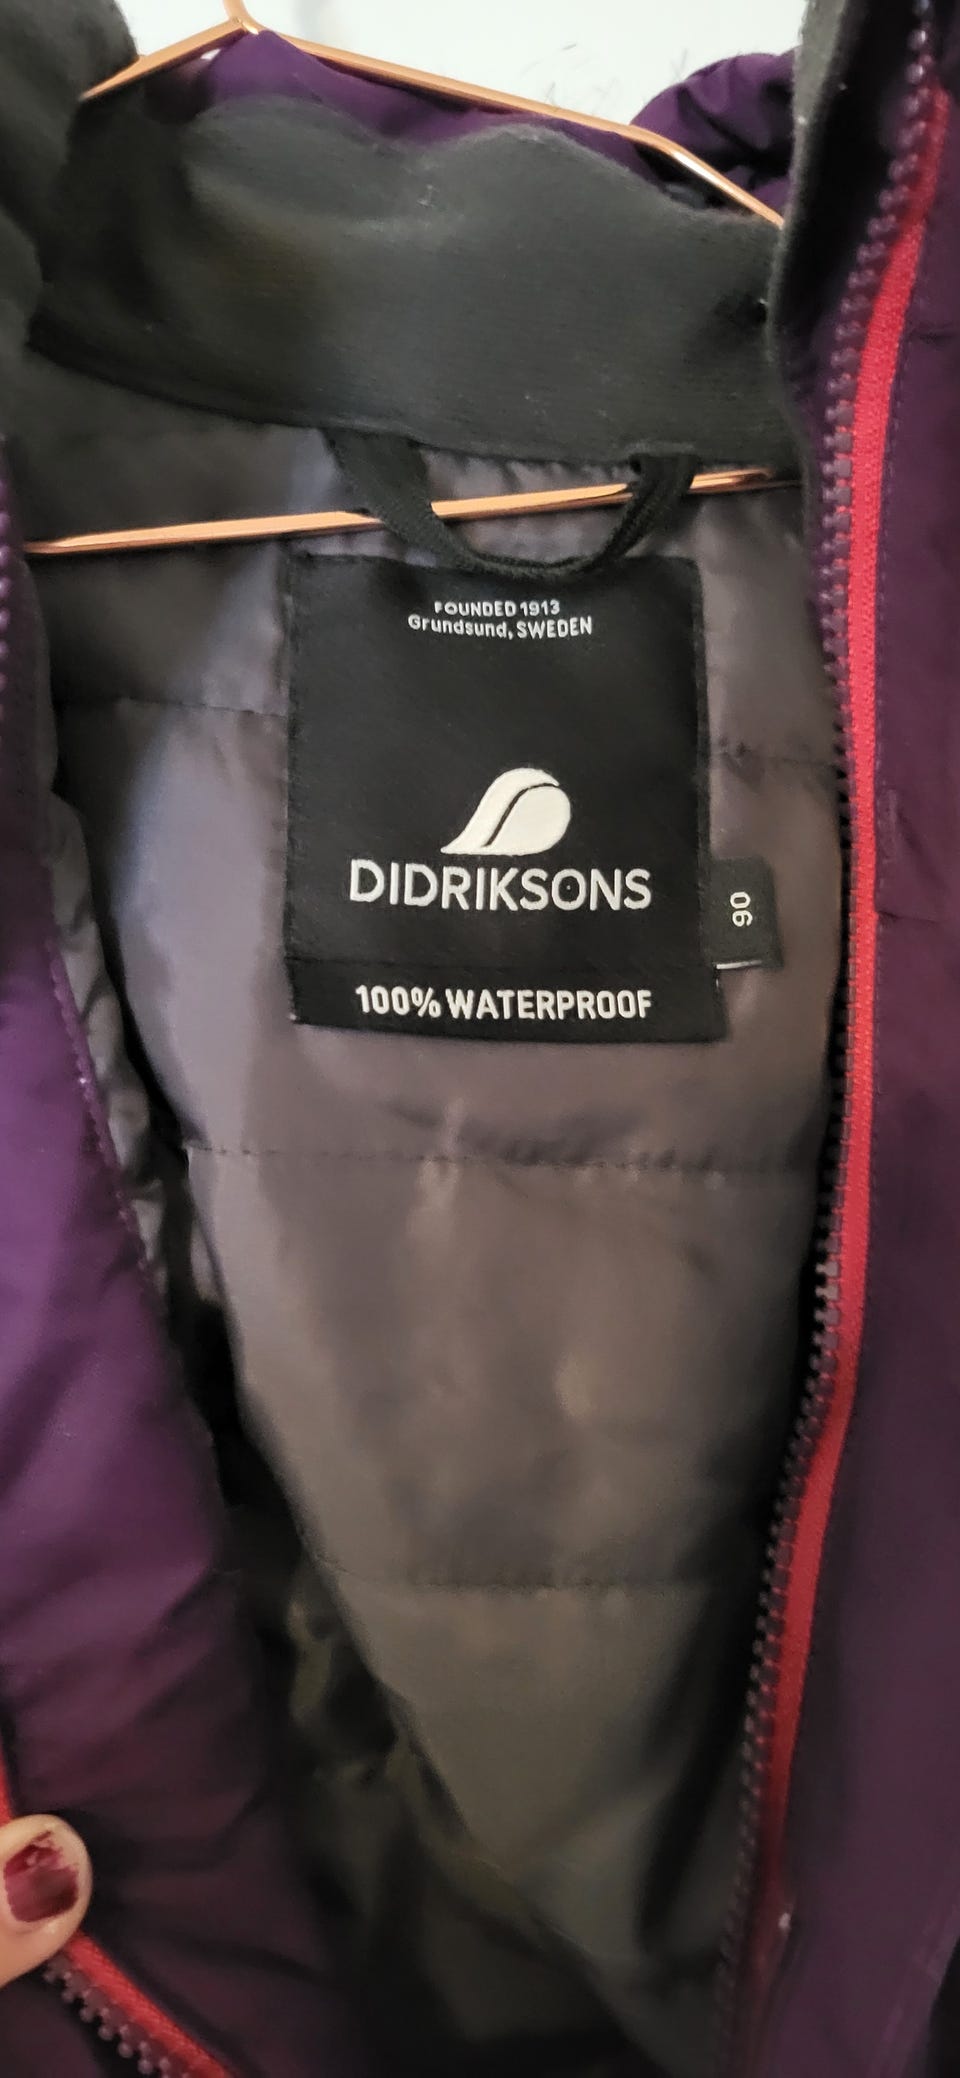 FOUNDED 1913
Grundsund, SWEDEN
DIDRIKSONS
90
100% WATERPROOF